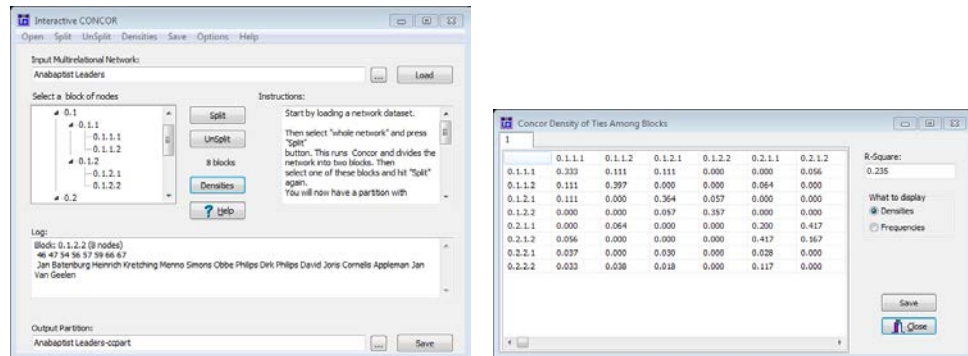 Interactive CONCOR
Open Split UnSplit Densities Save Options Help
Input Multirelational Network:
Anabaptist Leaders
... Load
Select a block of nodes
Instructions:
0.1
0.1.1
0.1.1.1
0.1.1.2
0.1.2
0.1.2.1
0.1.2.2
0.2
Split
UnSplit
8 blocks
Densities
? Help
Start by loading a network dataset.
Then select "whole network" and press
"Split"
button. This runs Concor and divides the
network into two blocks. Then
select one of these blocks and hit "Split"
again.
You will now have a partition with
Log:
Block: 0.1.2.2 (8 nodes)
46 47 54 56 57 59 66 67
Jan Batenburg Heinrich Kretching Menno Simons Obbe Philips Dirk Philips David Joris Cornelis Appleman Jan
Van Geelen
Output Partition:
Anabaptist Leaders-ccpart
... Save
Concor Density of Ties Among Blocks
1
0.1.1.1 0.1.1.2 0.1.2.1 0.1.2.2 0.2.1.1 0.2.1.2
0.1.1.1 0.333 0.111 0.111 0.000 0.000 0.056
0.1.1.2 0.111 0.397 0.000 0.000 0.064 0.000
0.1.2.1 0.111 0.000 0.364 0.057 0.000 0.000
0.1.2.2 0.000 0.000 0.057 0.357 0.000 0.000
0.2.1.1 0.000 0.064 0.000 0.000 0.200 0.417
0.2.1.2 0.056 0.000 0.000 0.000 0.417 0.167
0.2.2.1 0.037 0.000 0.030 0.000 0.028 0.000
0.2.2.2 0.033 0.038 0.018 0.000 0.117 0.000
R-Square:
0.235
What to display
Densities
Frequencies
Save
Close